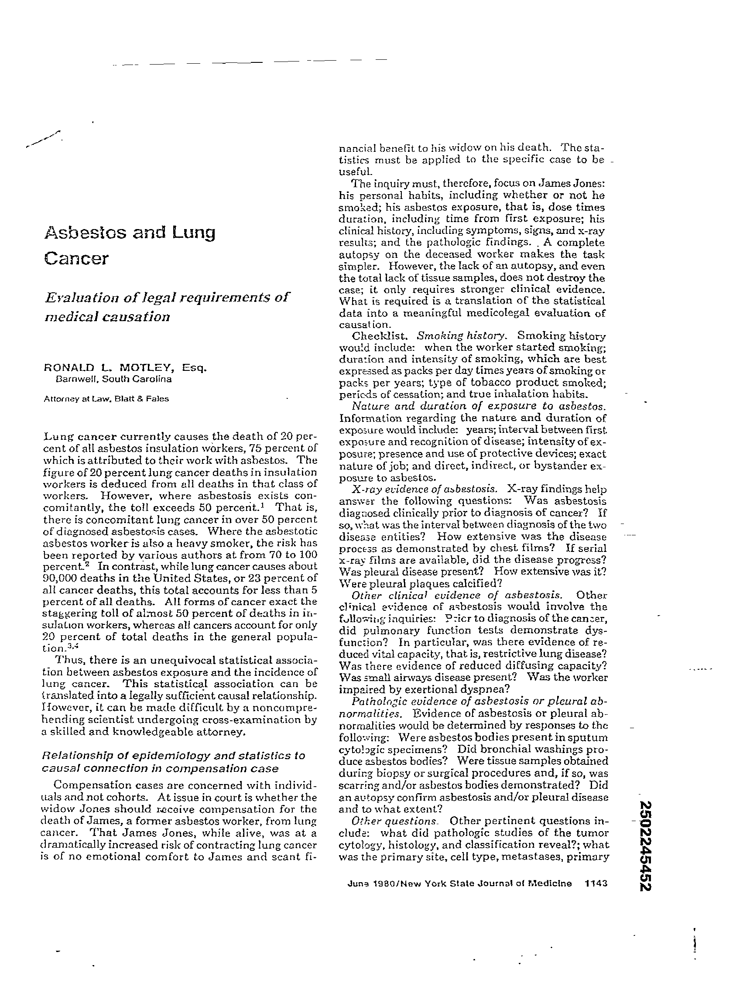 Asbestos and Lung
Cancer
Evaluation of legal requirements of
medical causation
RONALD L. MOTLEY, Esq.
Barnwell, South Carolina
Attorney at Law, Blatt & Fales
Lung cancer currently causes the death of 20 per-
cent of all asbestos insulation workers, 75 percent of
which is attributed to their work with asbestos. The
figure of 20 percent lung cancer deaths in insulation
workers is deduced from all deaths in that class of
workers. However, where asbestosis exists con-
comitantly, the toll exceeds 50 percent.1 That is,
there is concomitant lung cancer in over 50 percent
of diagnosed asbestosis cases. Where the asbestotic
asbestos worker is also a heavy smoker, the risk has
been reported by various authors at from 70 to 100
percent.2 In contrast, while lung cancer causes about
90,000 deaths in the United States, or 23 percent of
all cancer deaths, this total accounts for less than 5
percent of all deaths. All forms of cancer exact the
staggering toll of almost 50 percent of deaths in in-
sulation workers, whereas all cancers account for only
20 percent of total deaths in the general popula-
tion.3,4
Thus, there is an unequivocal statistical associa-
tion between asbestos exposure and the incidence of
lung cancer. This statistical association can be
translated into a legally sufficient causal relationship.
However, it can be made difficult by a noncompre-
hending scientist undergoing cross-examination by
a skilled and knowledgeable attorney.
Relationship of epidemiology and statistics to
causal connection in compensation case
Compensation cases are concerned with individ-
uals and not cohorts. At issue in court is whether the
widow Jones should receive compensation for the
death of James, a former asbestos worker, from lung
cancer. That James Jones, while alive, was at a
dramatically increased risk of contracting lung cancer
is of no emotional comfort to James and scant fi-
nancial benefit to his widow on his death. The sta-
tistics must be applied to the specific case to be
useful.
The inquiry must, therefore, focus on James Jones:
his personal habits, including whether or not he
smoked; his asbestos exposure, that is, dose times
duration, including time from first exposure; his
clinical history, including symptoms, signs, and x-ray
results; and the pathologic findings. A complete
autopsy on the deceased worker makes the task
simpler. However, the lack of an autopsy, and even
the total lack of tissue samples, does not destroy the
case; it only requires stronger clinical evidence.
What is required is a translation of the statistical
data into a meaningful medicolegal evaluation of
causation.
Checklist. Smoking history. Smoking history
would include: when the worker started smoking;
duration and intensity of smoking, which are best
expressed as packs per day times years of smoking or
packs per years; type of tobacco product smoked;
periods of cessation; and true inhalation habits.
Nature and duration of exposure to asbestos.
Information regarding the nature and duration of
exposure would include: years; interval between first
exposure and recognition of disease; intensity of ex-
posure; presence and use of protective devices; exact
nature of job; and direct, indirect, or bystander ex-
posure to asbestos.
X-ray evidence of asbestosis. X-ray findings help
answer the following questions: Was asbestosis
diagnosed clinically prior to diagnosis of cancer? If
so, what was the interval between diagnosis of the two
disease entities? How extensive was the disease
process as demonstrated by chest films? If serial
x-ray films are available, did the disease progress?
Was pleural disease present? How extensive was it?
Were pleural plaques calcified?
Other clinical evidence of asbestosis. Other
clinical evidence of asbestosis would involve the
following inquiries: Prior to diagnosis of the cancer,
did pulmonary function tests demonstrate dys-
function? In particular, was there evidence of re-
duced vital capacity, that is, restrictive lung disease?
Was there evidence of reduced diffusing capacity?
Was small airways disease present? Was the worker
impaired by exertional dyspnea?
Pathologic evidence of asbestosis or pleural ab-
normalities. Evidence of asbestosis or pleural ab-
normalities would be determined by responses to the
following: Were asbestos bodies present in sputum
cytologic specimens? Did bronchial washings pro-
duce asbestos bodies? Were tissue samples obtained
during biopsy or surgical procedures and, if so, was
scarring and/or asbestos bodies demonstrated? Did
an autopsy confirm asbestosis and/or pleural disease
and to what extent?
Other questions. Other pertinent questions in-
clude: what did pathologic studies of the tumor
cytology, histology, and classification reveal?; what
was the primary site, cell type, metastases, primary
June 1980/New York State Journal of Medicine 1143
2502245452